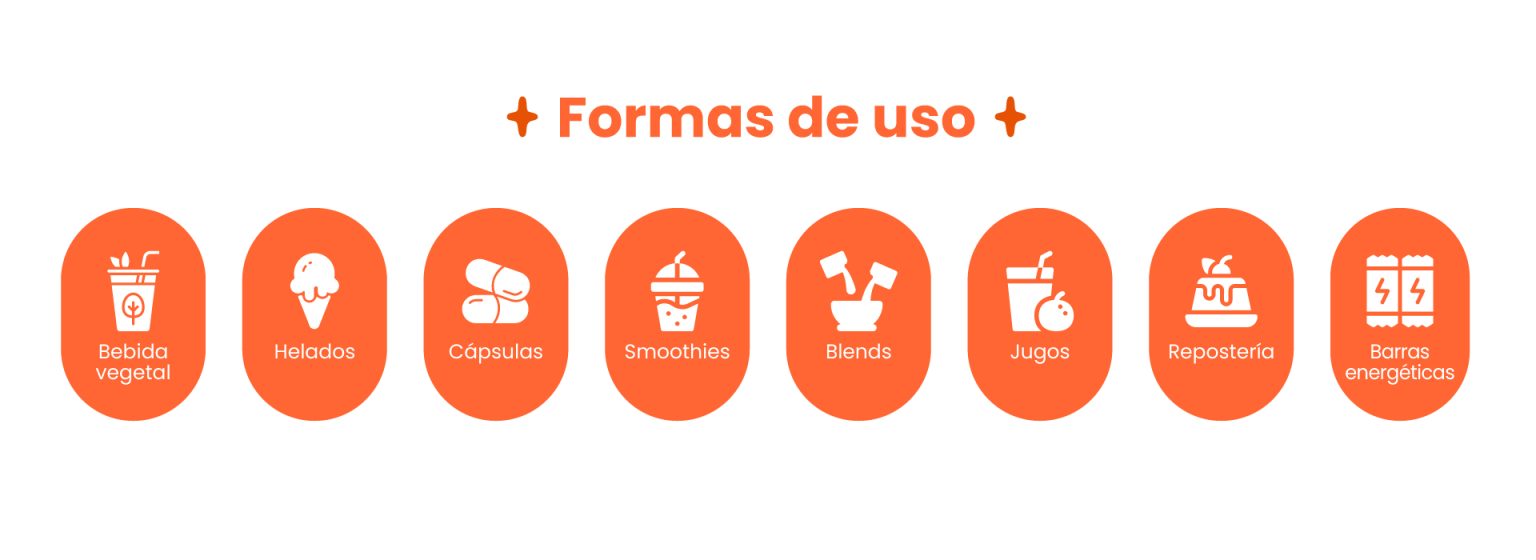 Formas de uso
Bebida
vegetal
Helados
Cápsulas
Smoothies
Blends
Jugos
Repostería
Barras
energéticas